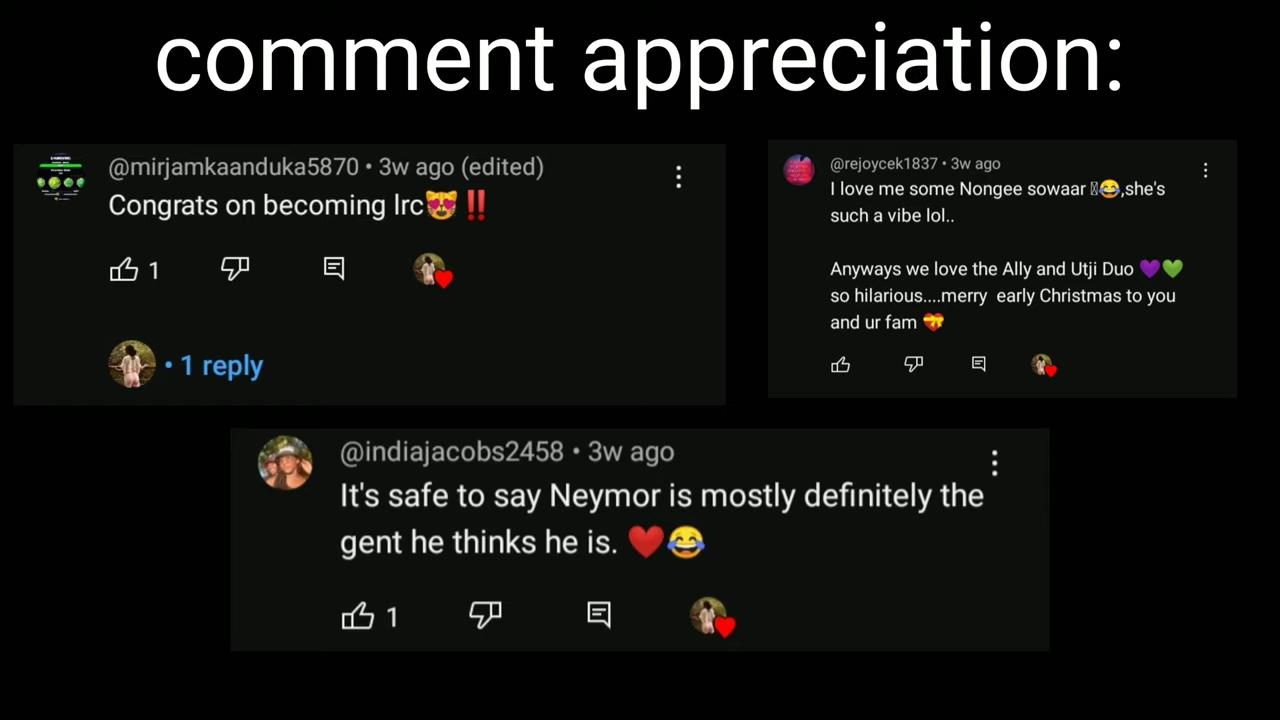 comment appreciation:
@mirjamkaanduka5870 • 3w ago (edited)
Congrats on becoming lrc😻‼️
1
• 1 reply
@rejoycek1837 • 3w ago
I love me some Nongee sowaar 😂,she's
such a vibe lol..
Anyways we love the Ally and Utji Duo 💜💚
so hilarious....merry early Christmas to you
and ur fam 💝
@indiajacobs2458 • 3w ago
It's safe to say Neymor is mostly definitely the
gent he thinks he is. ❤️😂
1